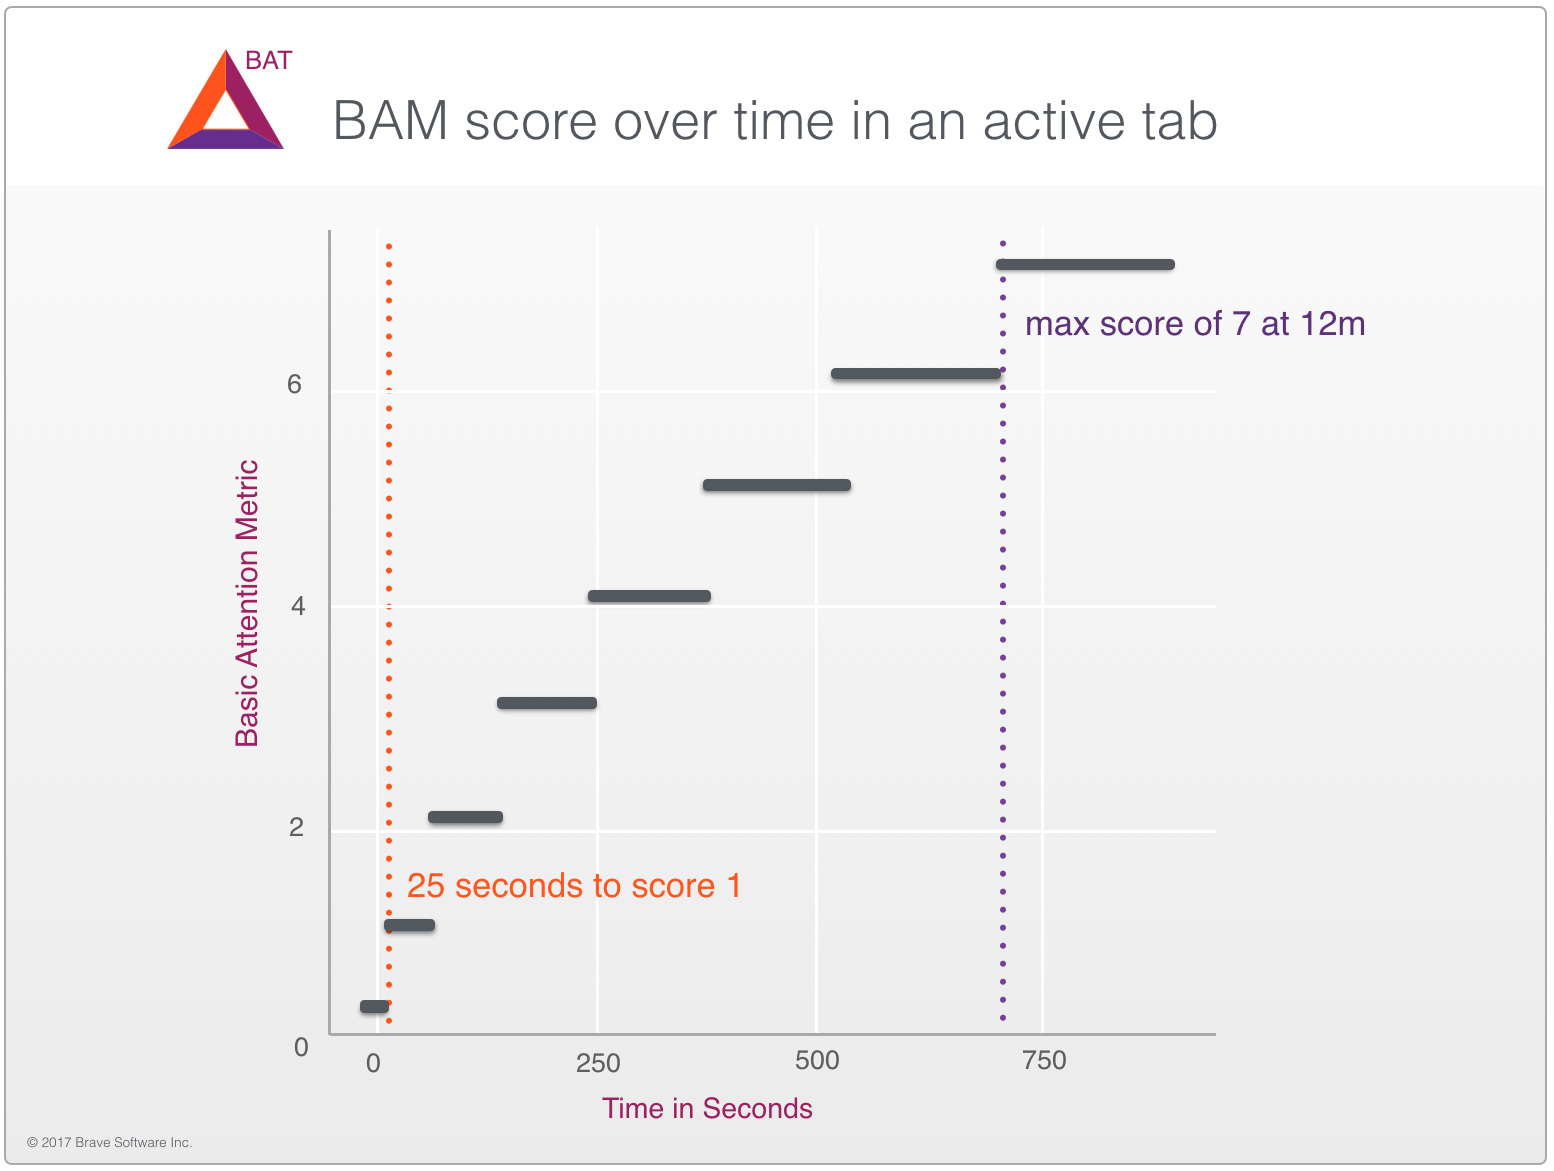 BAT
BAM score over time in an active tab
max score of 7 at 12m
6
4
Basic Attention Metric
2
25 seconds to score 1
0
0 250 500 750
Time in Seconds
© 2017 Brave Software Inc.